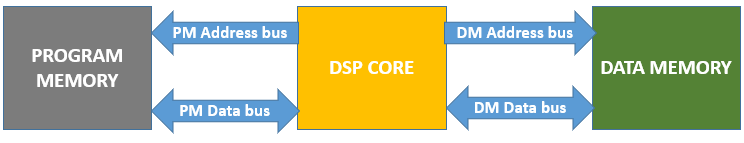 PROGRAM
MEMORY
PM Address bus
PM Data bus
DSP CORE
DM Address bus
DM Data bus
DATA MEMORY